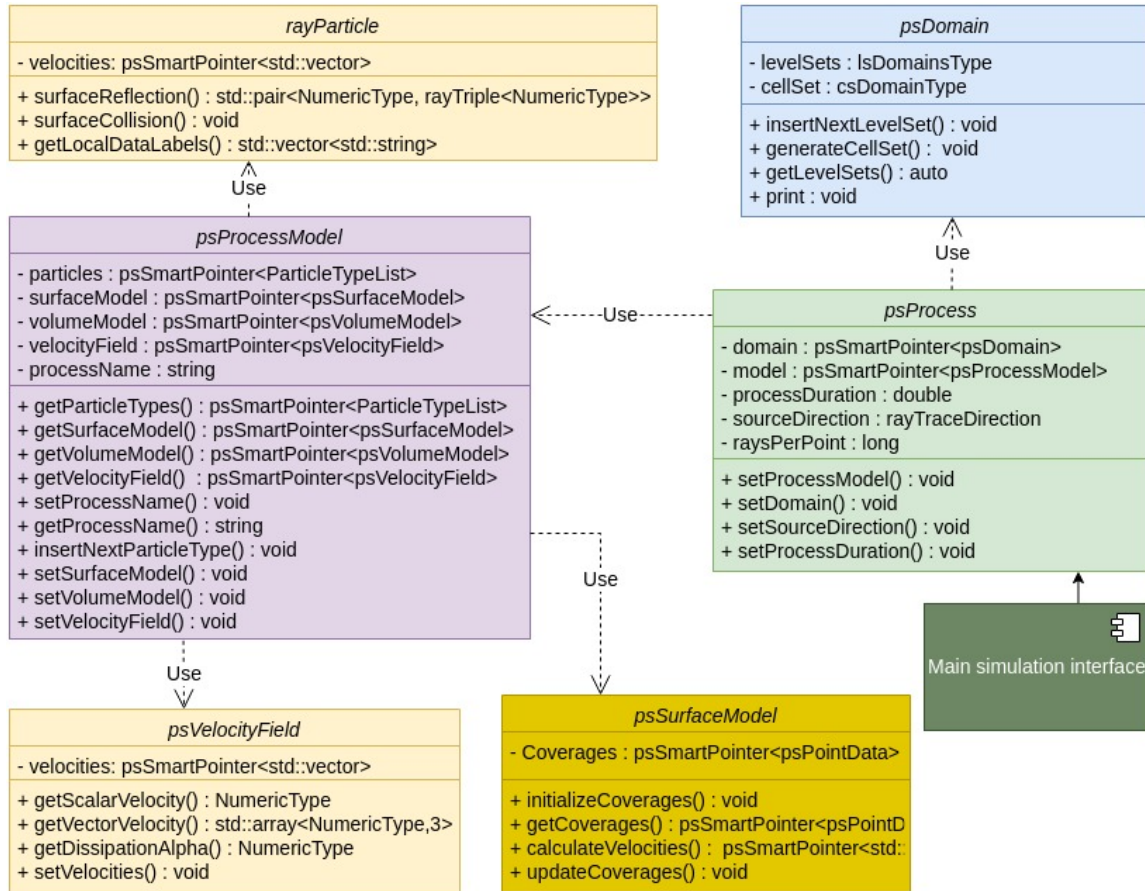 rayParticle
- velocities: psSmartPointer<std::vector>
+ surfaceReflection() : std::pair<NumericType, rayTriple<NumericType>>
+ surfaceCollision() : void
+ getLocalDataLabels() : std::vector<std::string>
psDomain
- levelSets : lsDomainsType
- cellSet : csDomainType
+ insertNextLevelSet() : void
+ generateCellSet() :  void
+ getLevelSets() : auto
+ print : void
Use
Use
psProcessModel
- particles : psSmartPointer<ParticleTypeList>
- surfaceModel : psSmartPointer<psSurfaceModel>
- volumeModel : psSmartPointer<psVolumeModel>
- velocityField : psSmartPointer<psVelocityField>
- processName : string
+ getParticleTypes() : psSmartPointer<ParticleTypeList>
+ getSurfaceModel() : psSmartPointer<psSurfaceModel>
+ getVolumeModel() : psSmartPointer<psVolumeModel>
+ getVelocityField()  : psSmartPointer<psVelocityField>
+ setProcessName() : void
+ getProcessName() : string
+ insertNextParticleType() : void
+ setSurfaceModel() : void
+ setVolumeModel() : void
+ setVelocityField() : void
Use
psProcess
- domain : psSmartPointer<psDomain>
- model : psSmartPointer<psProcessModel>
- processDuration : double
- sourceDirection : rayTraceDirection
- raysPerPoint : long
+ setProcessModel() : void
+ setDomain() : void
+ setSourceDirection() : void
+ setProcessDuration() : void
Use
Use
Main simulation interface
psVelocityField
- velocities: psSmartPointer<std::vector>
+ getScalarVelocity() : NumericType
+ getVectorVelocity() : std::array<NumericType,3>
+ getDissipationAlpha() : NumericType
+ setVelocities() : void
psSurfaceModel
- Coverages : psSmartPointer<psPointData>
+ initializeCoverages() : void
+ getCoverages() : psSmartPointer<psPointD
+ calculateVelocities() :  psSmartPointer<std::
+ updateCoverages() : void